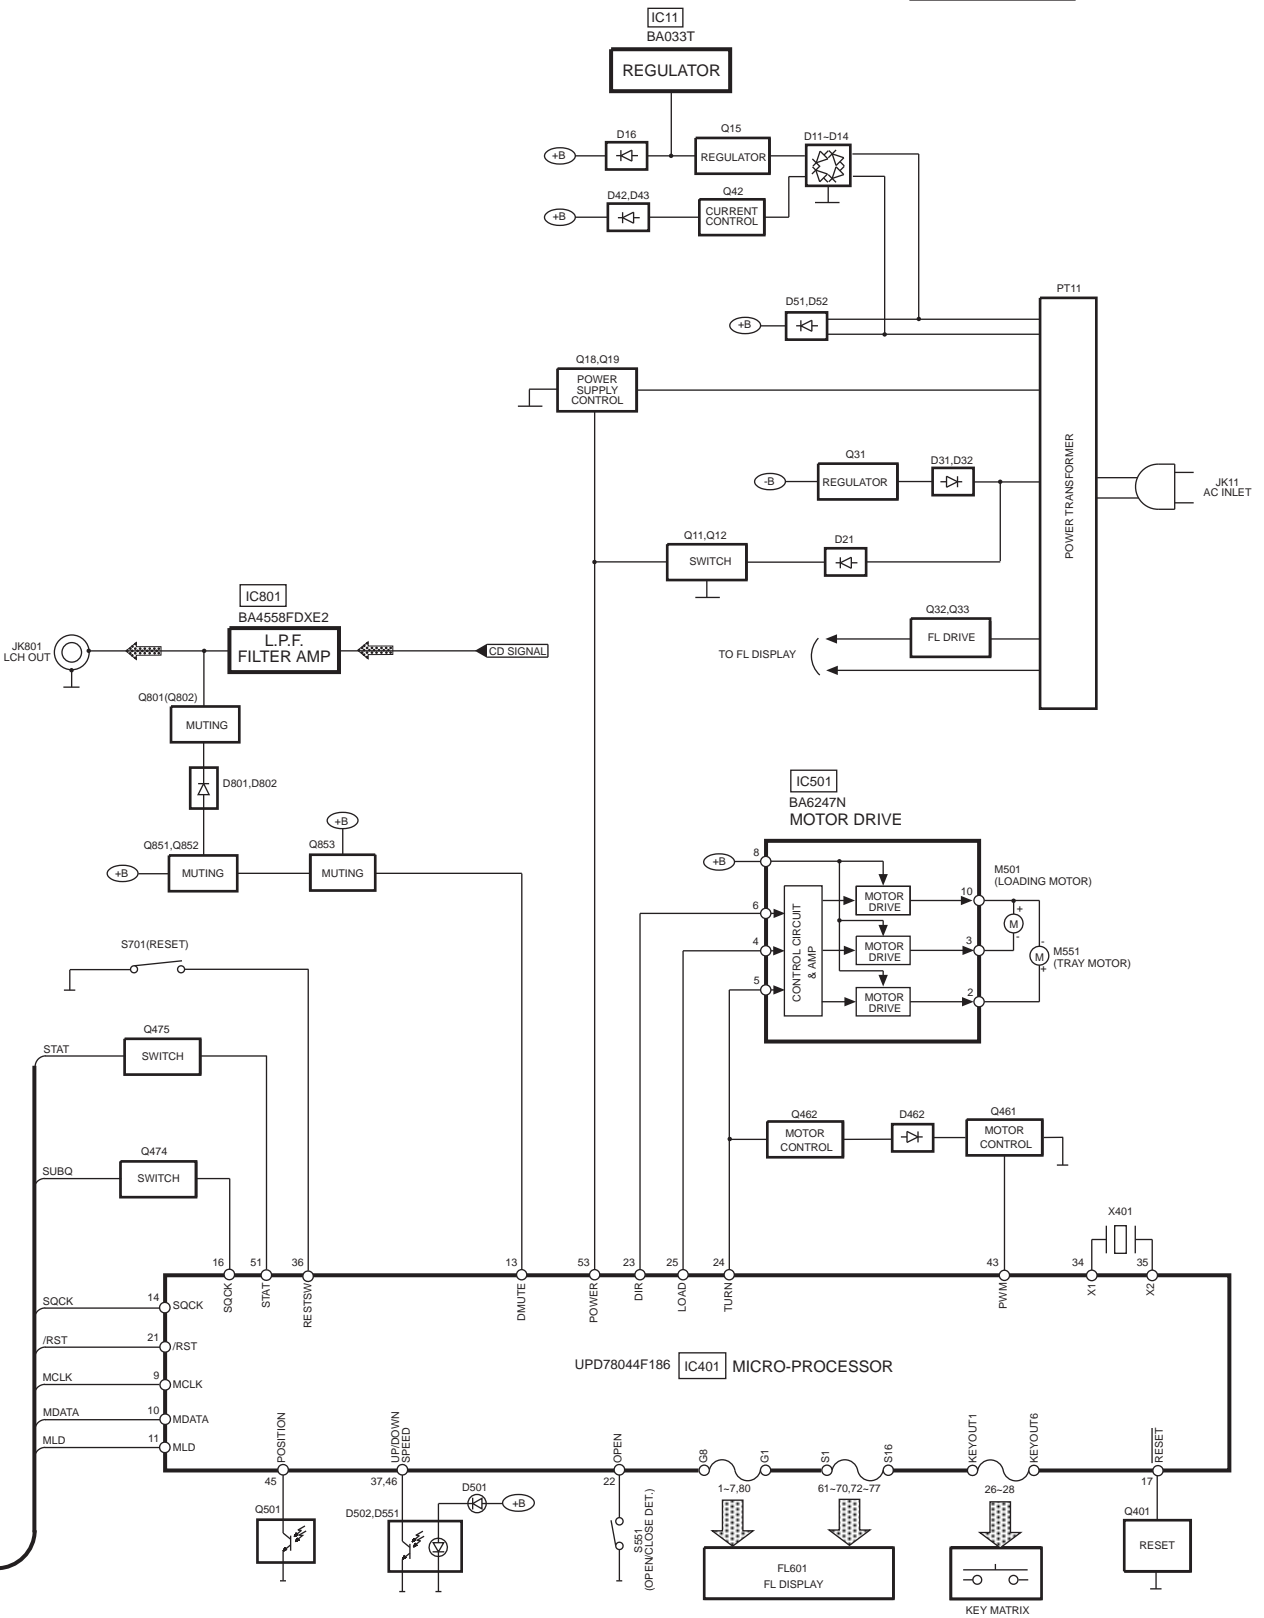 IC11
BA033T
REGULATOR
D16
Q15
D11~D14
+B
REGULATOR
D42,D43
Q42
+B
CURRENT
CONTROL
PT11
D51,D52
+B
Q18,Q19
POWER
SUPPLY
CONTROL
POWER TRANSFORMER
Q31
D31,D32
-B
REGULATOR
JK11
AC INLET
Q11,Q12
D21
SWITCH
IC801
BA4558FDXE2
L.P.F.
FILTER AMP
JK801
LCH OUT
CD SIGNAL
Q32,Q33
FL DRIVE
TO FL DISPLAY
Q801(Q802)
MUTING
D801,D802
+B
Q851,Q852
Q853
+B
MUTING
MUTING
IC501
BA6247N
MOTOR DRIVE
+B
8
6
4
5
CONTROL CIRCUIT
& AMP
MOTOR
DRIVE
MOTOR
DRIVE
MOTOR
DRIVE
10
3
2
M501
(LOADING MOTOR)
+
M
-
-
M
+
M551
(TRAY MOTOR)
S701(RESET)
Q475
STAT
SWITCH
Q474
SUBQ
SWITCH
Q462
D462
Q461
MOTOR
CONTROL
MOTOR
CONTROL
X401
16
51
36
13
53
23
25
24
43
34
35
SQCK
STAT
RESTSW
DMUTE
POWER
DIR
LOAD
TURN
PWM
X1
X2
SQCK
14
SQCK
/RST
21
/RST
MCLK
9
MCLK
MDATA
10
MDATA
MLD
11
MLD
UPD78044F186
IC401
MICRO-PROCESSOR
POSITION
UP/DOWN
SPEED
OPEN
G8
G1
S1
S16
KEYOUT1
KEYOUT6
RESET
45
37,46
22
1~7,80
61~70,72~77
26~28
17
Q501
D502,D551
D501
+B
S551
(OPEN/CLOSE DET.)
FL601
FL DISPLAY
KEY MATRIX
Q401
RESET